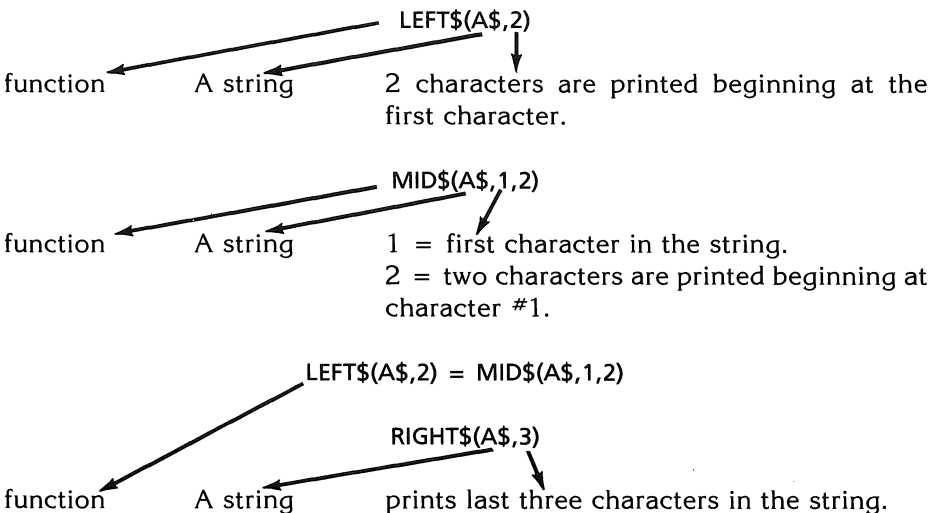 LEFT$(A$,2)
function A string 2 characters are printed beginning at the
first character.
MID$(A$,1,2)
function A string 1 = first character in the string.
2 = two characters are printed beginning at
character #1.
LEFT$(A$,2) = MID$(A$,1,2)
RIGHT$(A$,3)
function A string prints last three characters in the string.